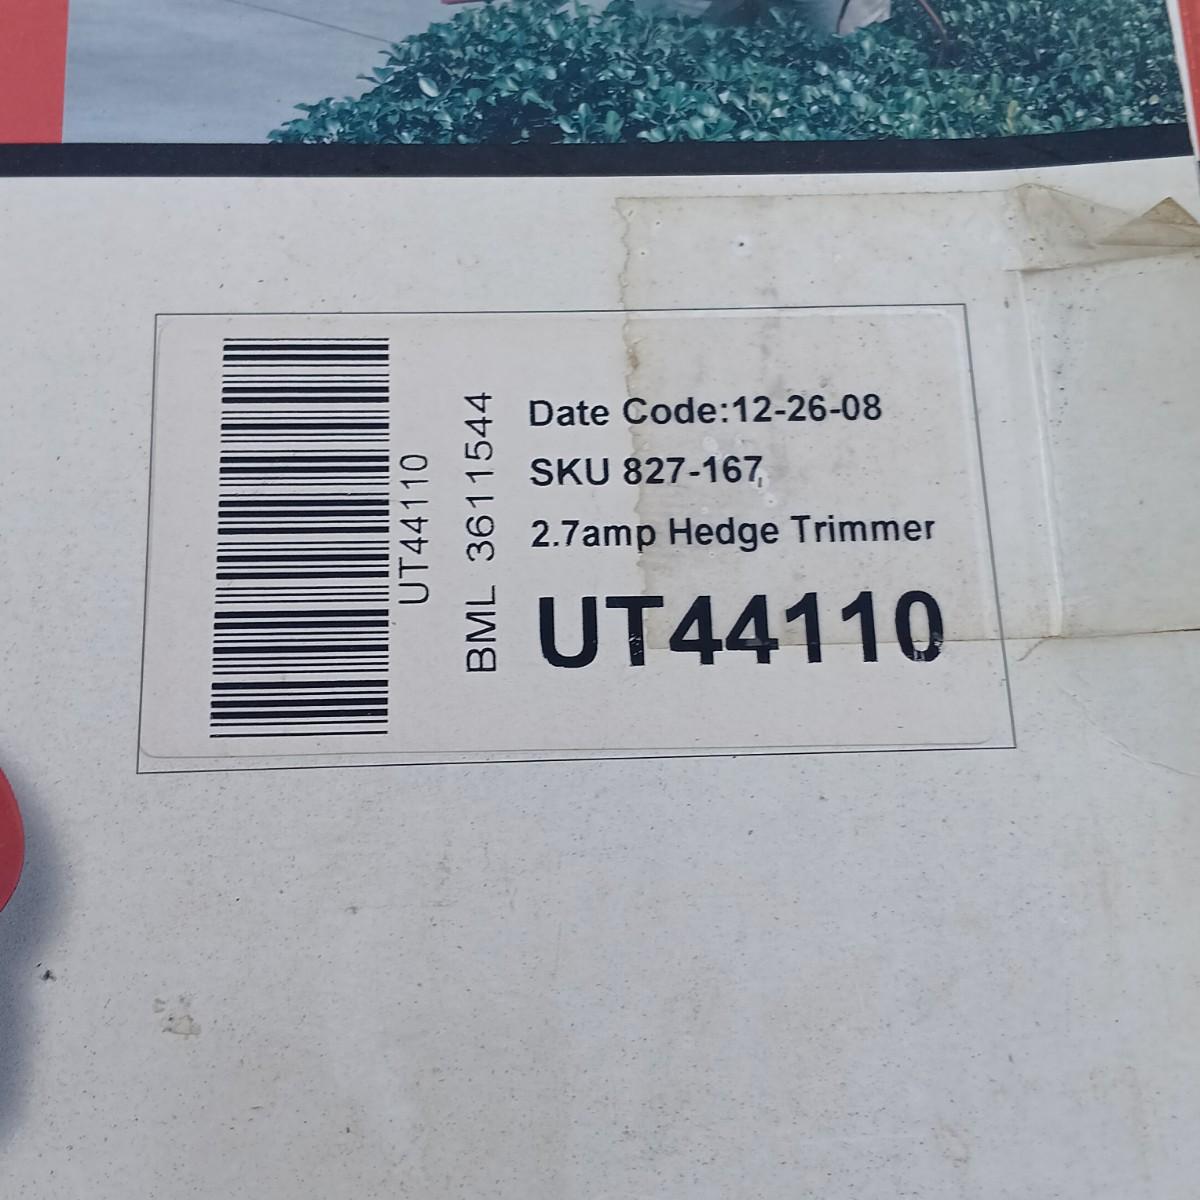 UT44110
BML 3611544
Date Code:12-26-08
SKU 827-167
2.7amp Hedge Trimmer
UT44110